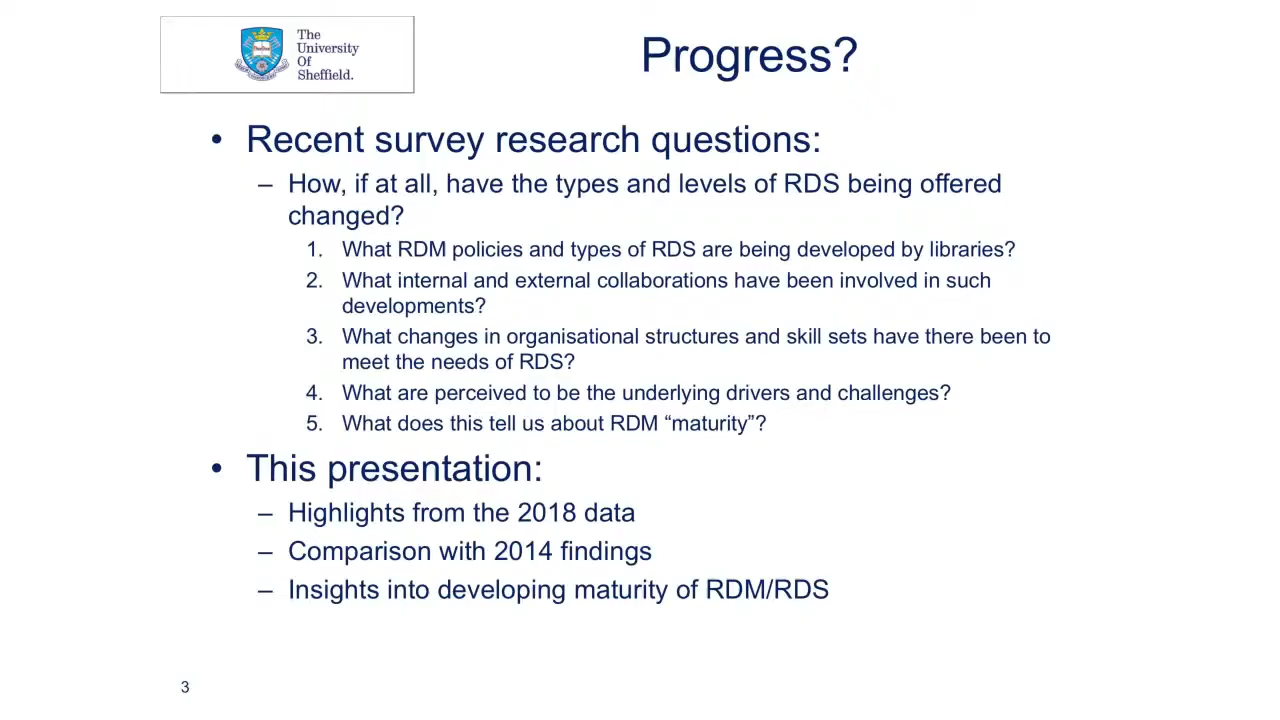 The
University
Of
Sheffield.
Progress?
• Recent survey research questions:
– How, if at all, have the types and levels of RDS being offered
changed?
1. What RDM policies and types of RDS are being developed by libraries?
2. What internal and external collaborations have been involved in such
developments?
3. What changes in organisational structures and skill sets have there been to
meet the needs of RDS?
4. What are perceived to be the underlying drivers and challenges?
5. What does this tell us about RDM “maturity”?
• This presentation:
– Highlights from the 2018 data
– Comparison with 2014 findings
– Insights into developing maturity of RDM/RDS
3